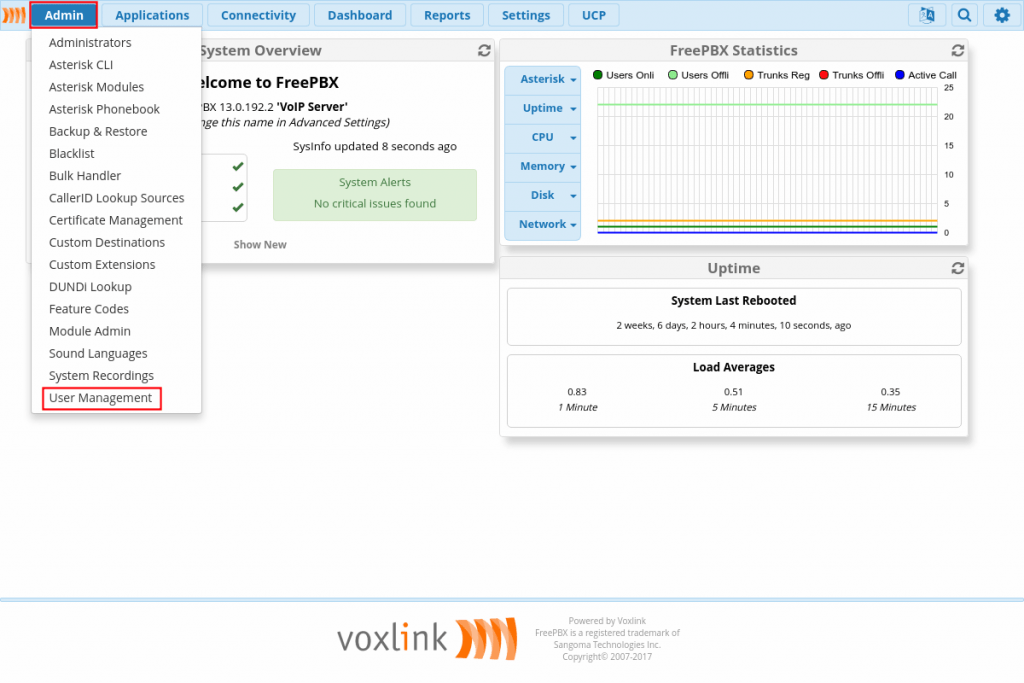 Admin
Applications
Connectivity
Dashboard
Reports
Settings
UCP
Administrators
Asterisk CLI
Asterisk Modules
Asterisk Phonebook
Backup & Restore
Blacklist
Bulk Handler
CallerID Lookup Sources
Certificate Management
Custom Destinations
Custom Extensions
DUNDi Lookup
Feature Codes
Module Admin
Sound Languages
System Recordings
User Management
System Overview
elcome to FreePBX
BX 13.0.192.2 'VoIP Server'
nge this name in Advanced Settings)
SysInfo updated 8 seconds ago
System Alerts
No critical issues found
Show New
FreePBX Statistics
Asterisk
Uptime
CPU
Memory
Disk
Network
Users Onli
Users Offli
Trunks Reg
Trunks Offli
Active Call
25
20
15
10
5
0
Uptime
System Last Rebooted
2 weeks, 6 days, 2 hours, 4 minutes, 10 seconds, ago
Load Averages
0.83 0.51 0.35
1 Minute 5 Minutes 15 Minutes
voxlink
Powered by Voxlink
FreePBX is a registered trademark of
Sangoma Technologies Inc.
Copyright© 2007-2017